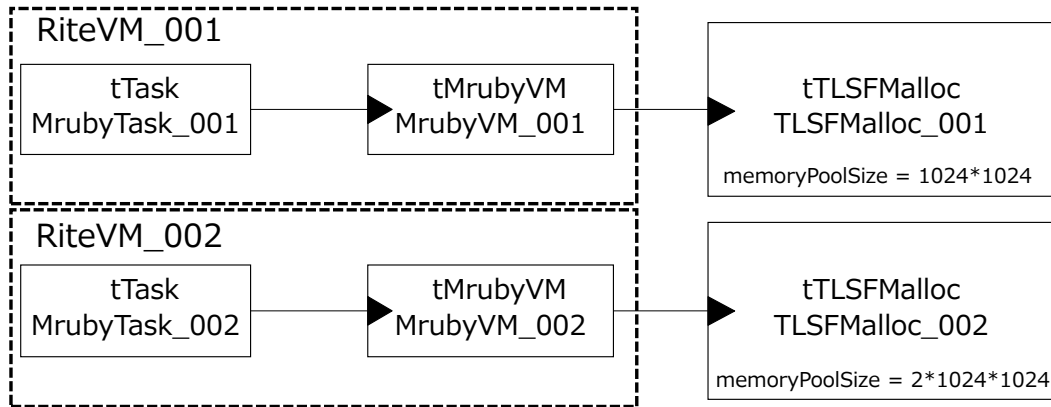 RiteVM_001
tTask
MrubyTask_001
tMrubyVM
MrubyVM_001
tTLSFMalloc
TLSFMalloc_001
memoryPoolSize = 1024*1024
RiteVM_002
tTask
MrubyTask_002
tMrubyVM
MrubyVM_002
tTLSFMalloc
TLSFMalloc_002
memoryPoolSize = 2*1024*1024